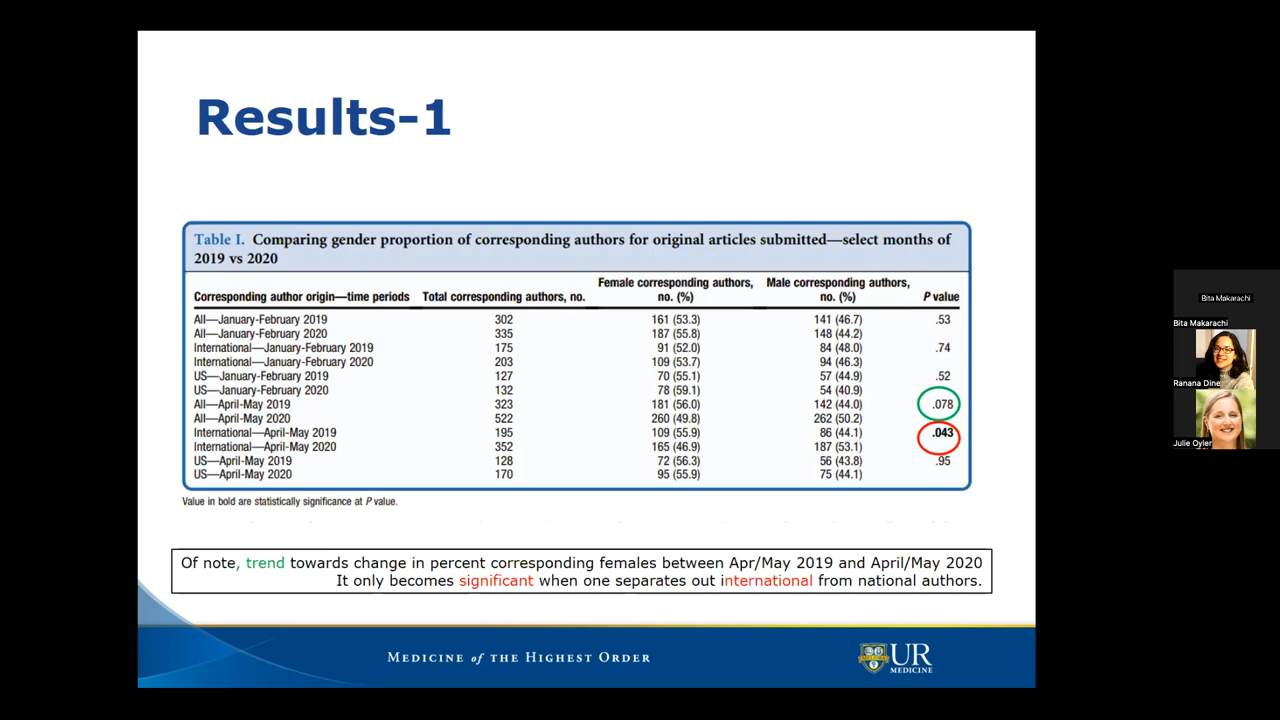 Results-1
Table I. Comparing gender proportion of corresponding authors for original articles submitted—select months of
2019 vs 2020
Corresponding author origin—time periods Total corresponding authors, no. Female corresponding authors, no. (%) Male corresponding authors, no. (%) P value
All—January-February 2019 302 161 (53.3) 141 (46.7) .53
All—January-February 2020 335 187 (55.8) 148 (44.2)
International—January-February 2019 175 91 (52.0) 84 (48.0) .74
International—January-February 2020 203 109 (53.7) 94 (46.3)
US—January-February 2019 127 70 (55.1) 57 (44.9) .52
US—January-February 2020 132 78 (59.1) 54 (40.9)
All—April-May 2019 323 181 (56.0) 142 (44.0) .078
All—April-May 2020 522 260 (49.8) 262 (50.2)
International—April-May 2019 195 109 (55.9) 86 (44.1) .043
International—April-May 2020 352 165 (46.9) 187 (53.1)
US—April-May 2019 128 72 (56.3) 56 (43.8) .95
US—April-May 2020 170 95 (55.9) 75 (44.1)
Value in bold are statistically significance at P value.
Of note, trend towards change in percent corresponding females between Apr/May 2019 and April/May 2020
It only becomes significant when one separates out international from national authors.
MEDICINE of THE HIGHEST ORDER
UR
MEDICINE
Bita Makarachi
Bita Makarachi
Ranana Dine
Julie Oyler